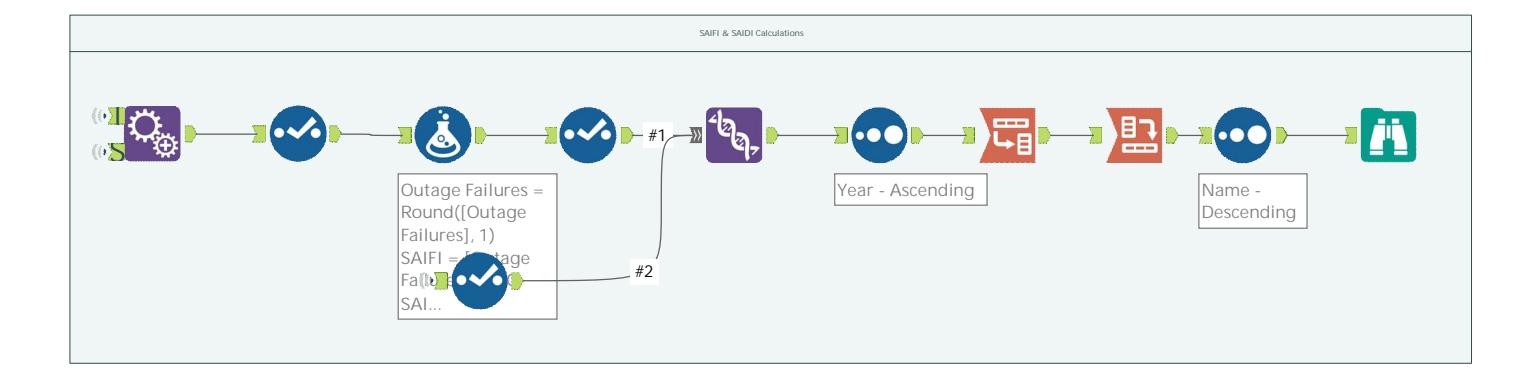 SAIFI & SAIDI Calculations
I
S
#1
Outage Failures =
Round([Outage
Failures], 1)
SAIFI =
SAI...
#2
Year - Ascending
Name -
Descending